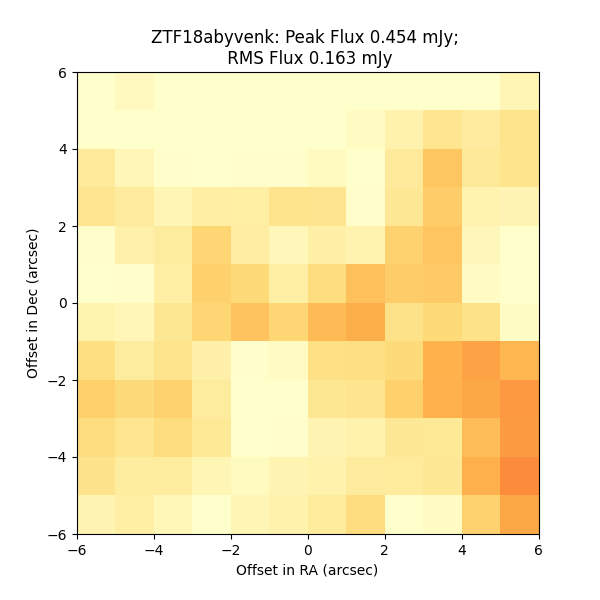 ZTF18abyvenk: Peak Flux 0.454 mJy;
RMS Flux 0.163 mJy
6
4
2
0
−2
−4
−6
Offset in Dec (arcsec)
−6 −4 −2 0 2 4 6
Offset in RA (arcsec)